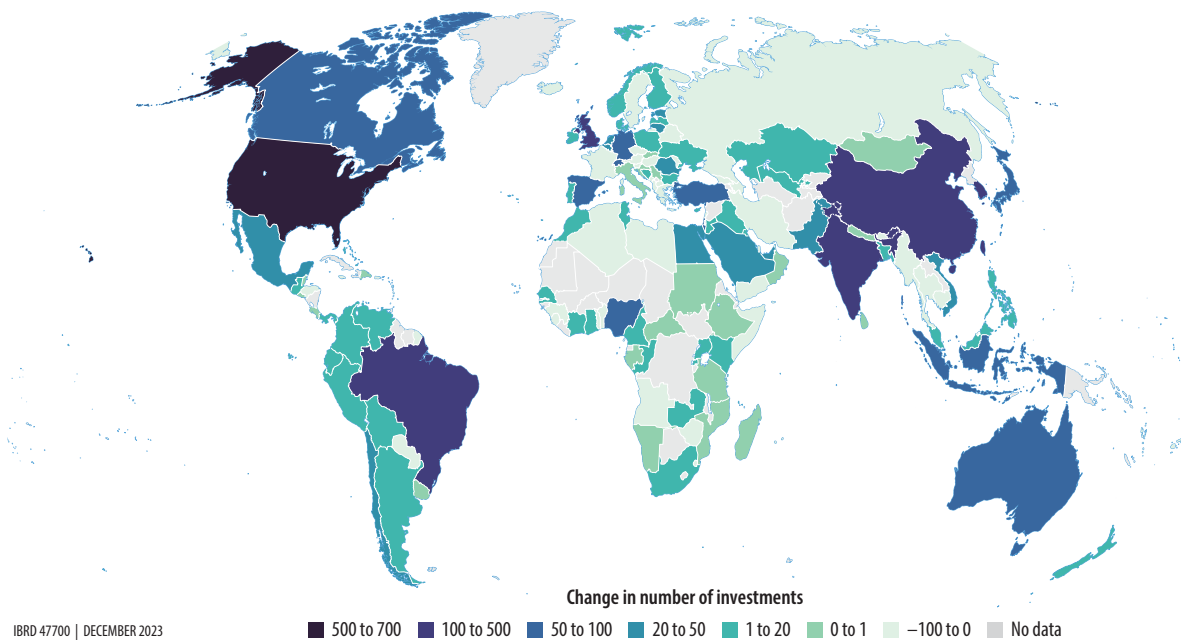 Change in number of investments
IBRD 47700 | DECEMBER 2023
500 to 700
100 to 500
50 to 100
20 to 50
1 to 20
0 to 1
−100 to 0
No data